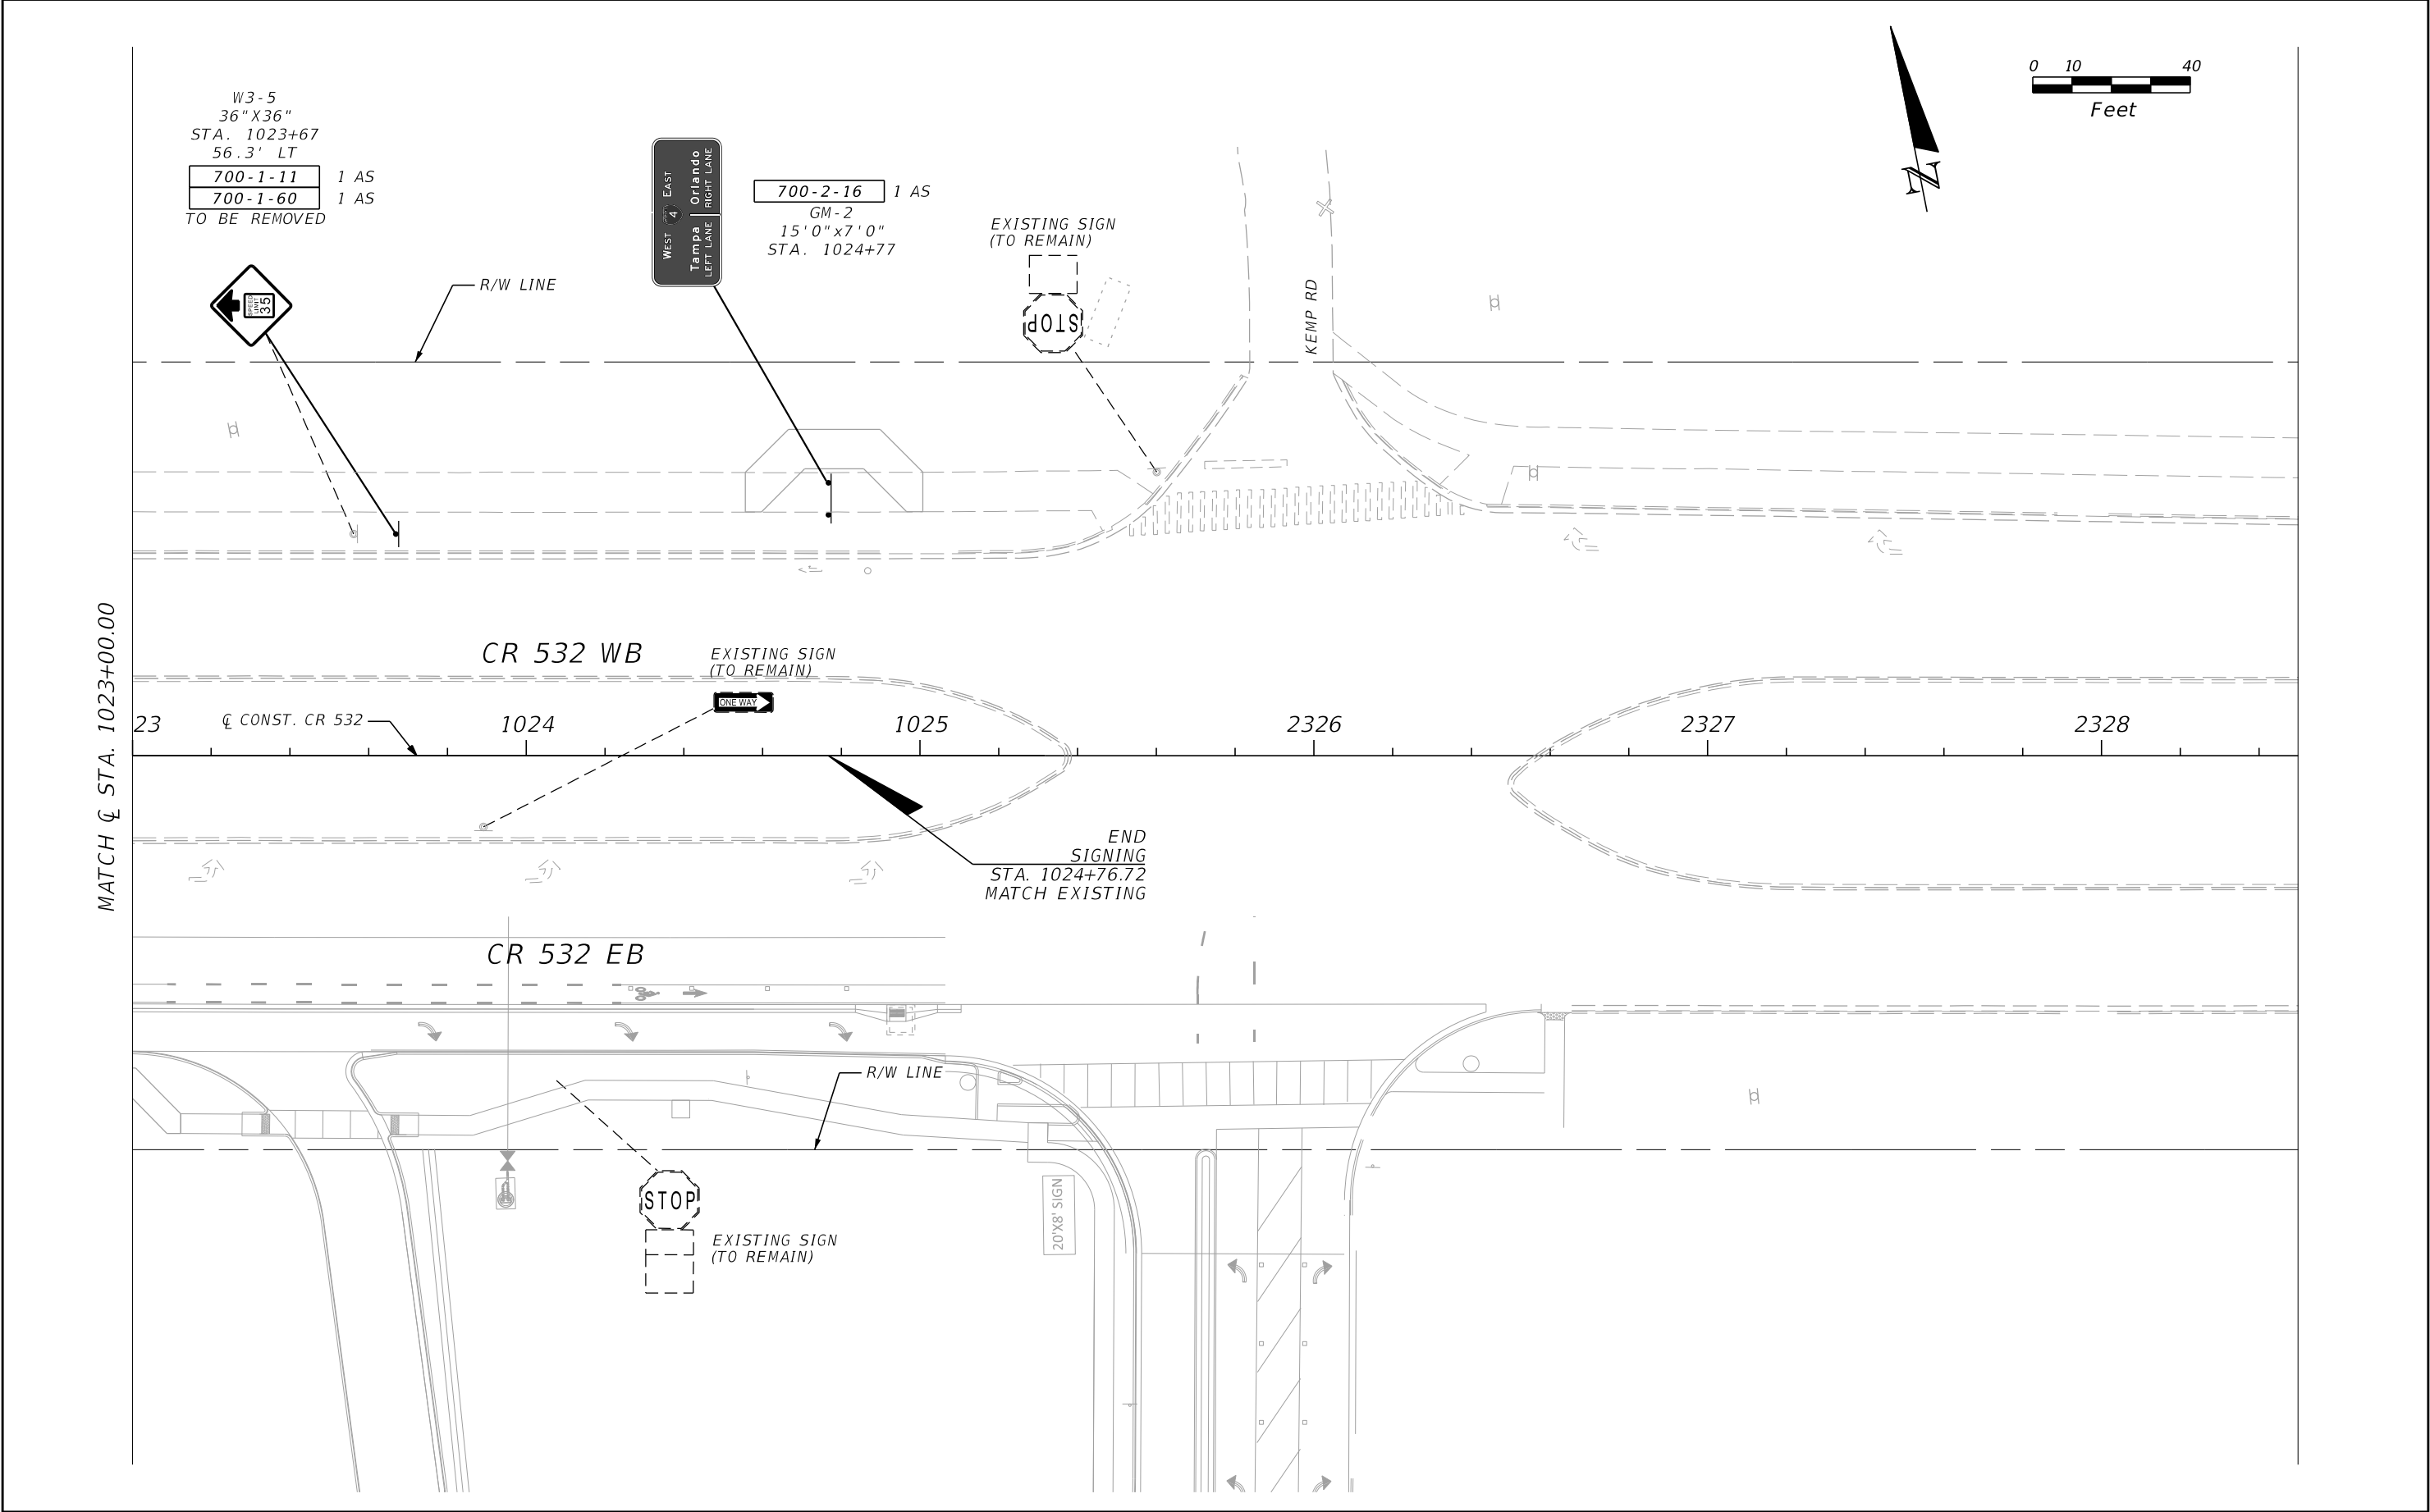 W3-5
36"X36"
STA. 1023+67
56.3' LT
700-1-11 1 AS
700-1-60 1 AS
TO BE REMOVED
SPEED
LIMIT
35
R/W LINE
WEST 4 EAST
Tampa Orlando
LEFT LANE RIGHT LANE
700-2-16 1 AS
GM-2
15'0"x7'0"
STA. 1024+77
EXISTING SIGN
(TO REMAIN)
STOP
KEMP RD
N
0 10 40
Feet
MATCH ℄ STA. 1023+00.00
CR 532 WB
EXISTING SIGN
(TO REMAIN)
ONE WAY
℄ CONST. CR 532
23 1024 1025 2326 2327 2328
END
SIGNING
STA. 1024+76.72
MATCH EXISTING
CR 532 EB
R/W LINE
STOP
EXISTING SIGN
(TO REMAIN)
20'X8' SIGN